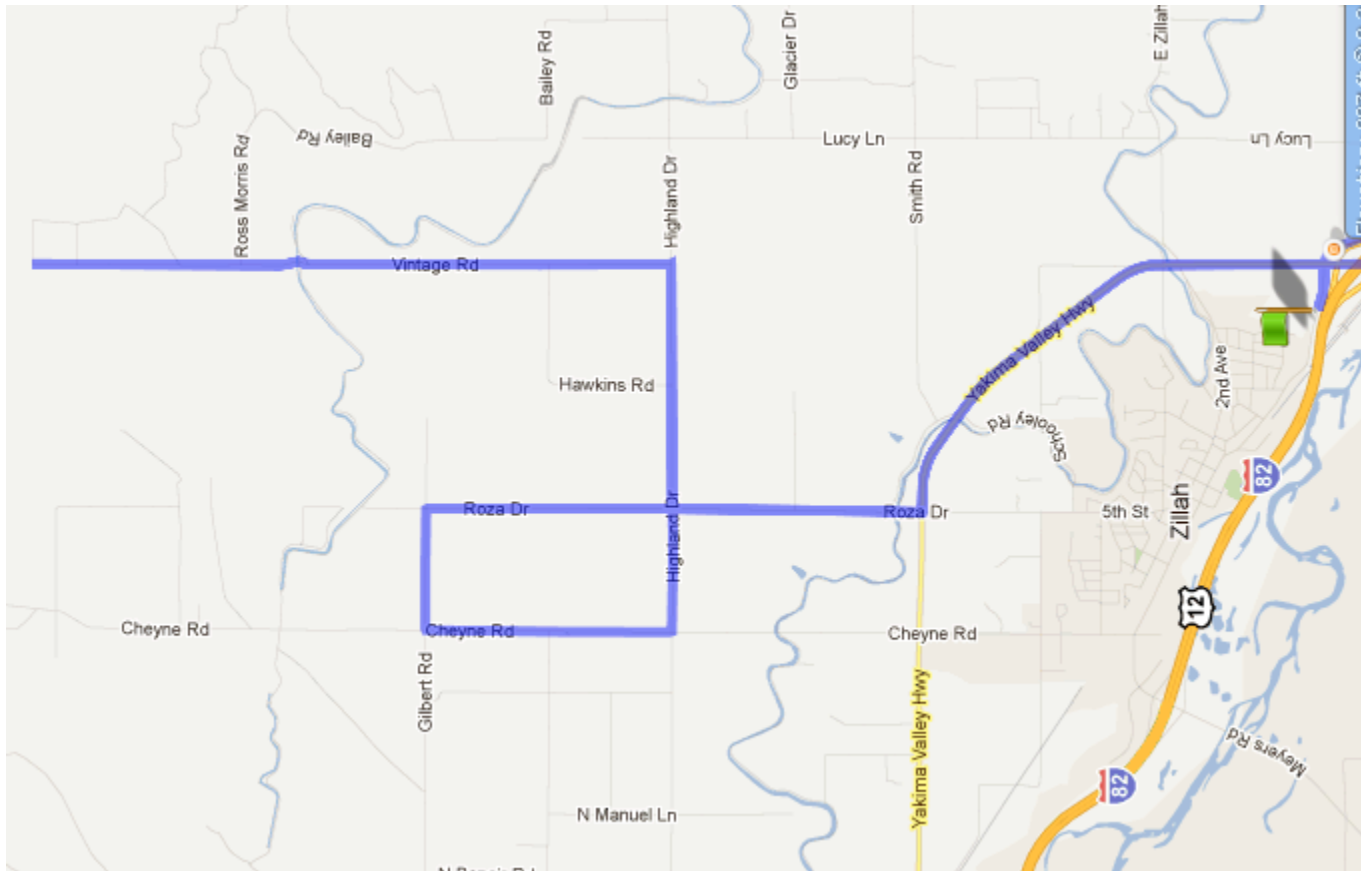 Bailey Rd
Glacier Dr
E Zillah
Bailey Rd
Lucy Ln
Lucy Ln
Ross Morris Rd
Highland Dr
Smith Rd
Vintage Rd
Yakima Valley Hwy
Hawkins Rd
2nd Ave
Schooley Rd
82
Roza Dr
Highland Dr
Roza Dr
5th St
Zillah
12
Cheyne Rd
Cheyne Rd
Cheyne Rd
Gilbert Rd
Yakima Valley Hwy
Meyers Rd
82
N Manuel Ln